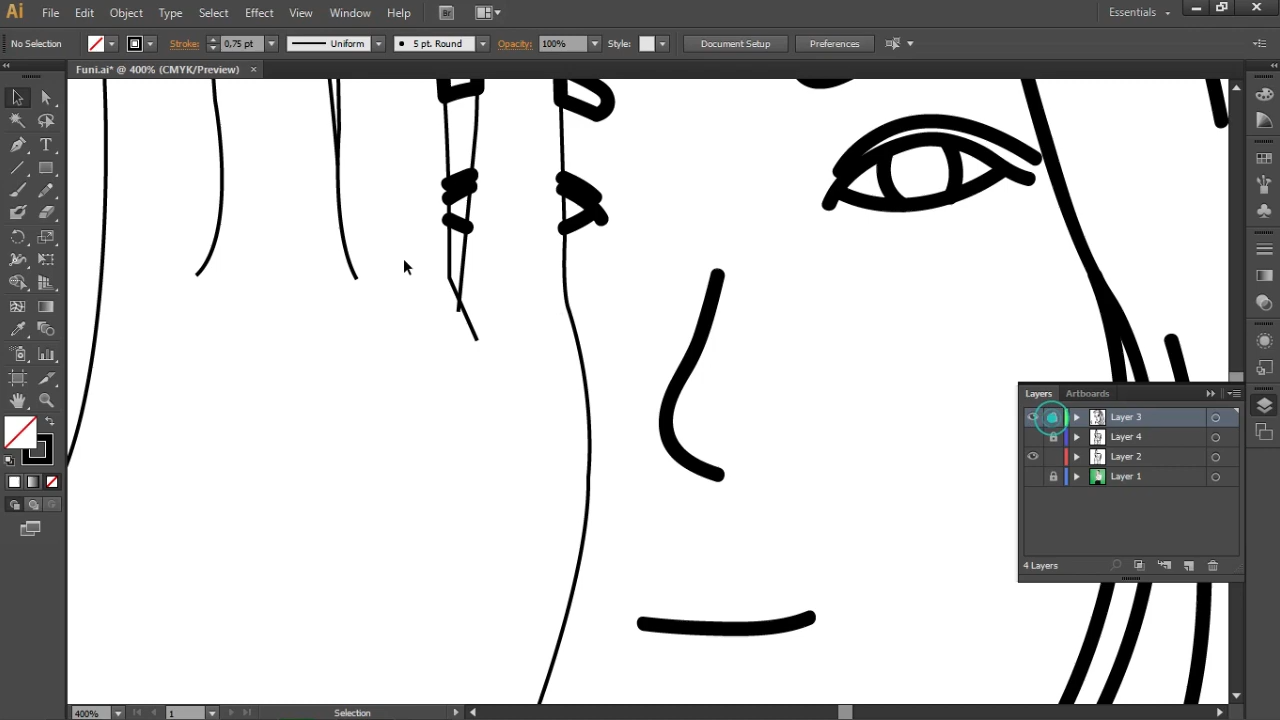 Ai File Edit Object Type Select Effect View Window Help Br Essentials
No Selection Stroke: 0,75 pt Uniform 5 pt. Round Opacity: 100% Style: Document Setup Preferences
Funi.ai* @ 400% (CMYK/Preview) ×
Layers Artboards
Layer 3
Layer 4
Layer 2
Layer 1
4 Layers
400% 1 Selection